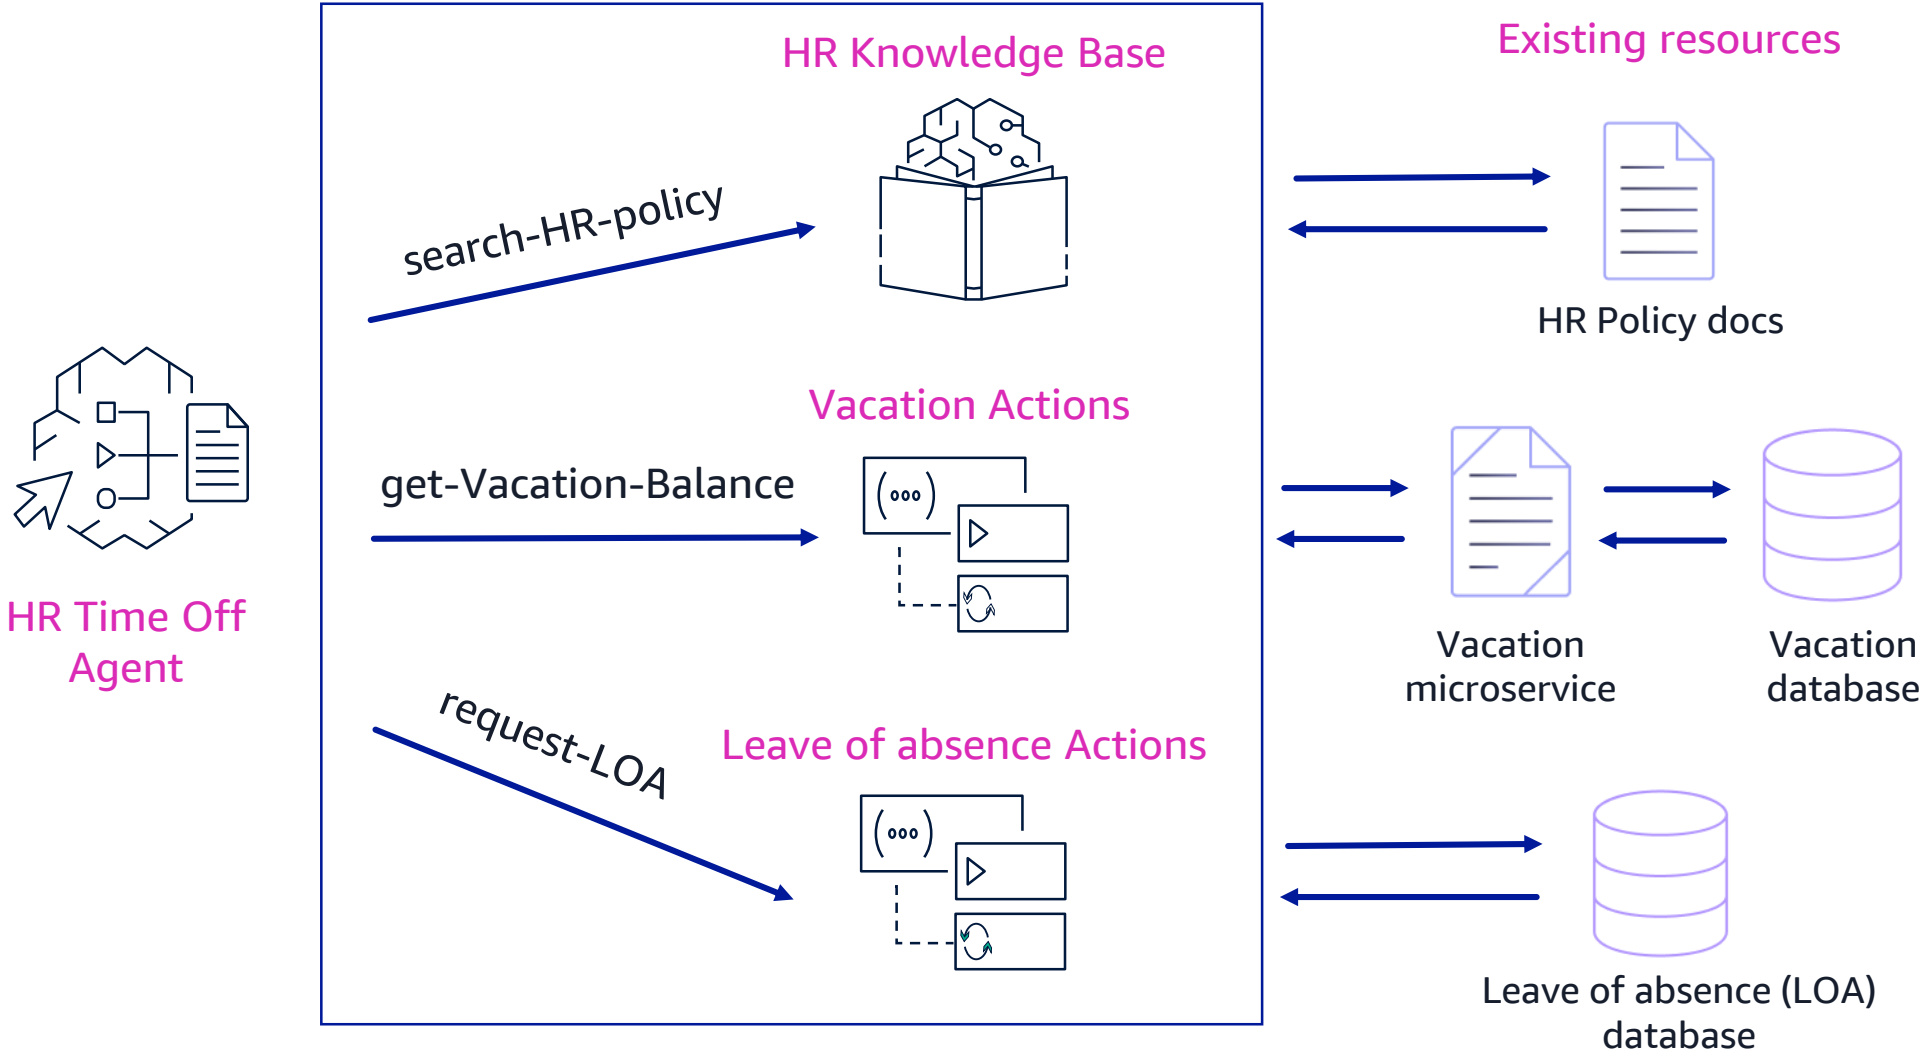 HR Knowledge Base
Existing resources
search-HR-policy
HR Policy docs
Vacation Actions
get-Vacation-Balance
HR Time Off
Agent
Vacation
microservice
Vacation
database
request-LOA
Leave of absence Actions
Leave of absence (LOA)
database